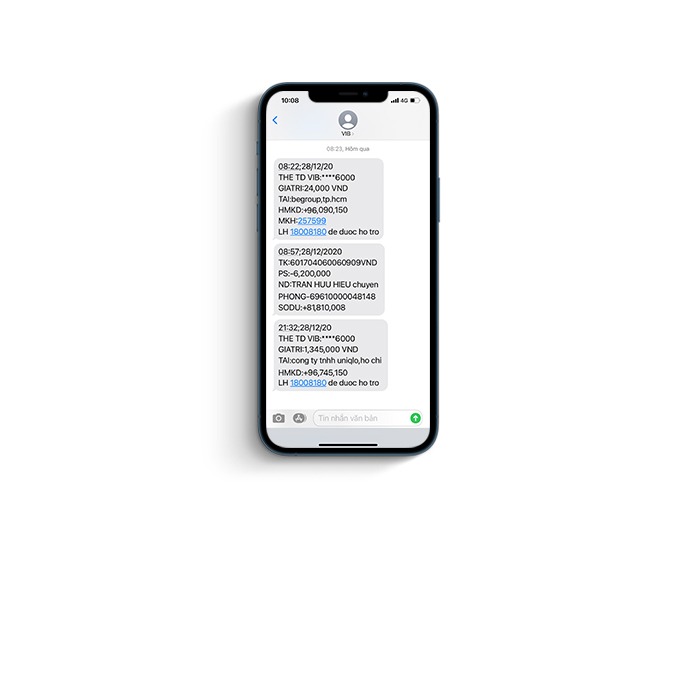 10:08
4G
VIB
08:23, Hôm qua
08:22;28/12/20
THE TD VIB:****6000
GIATRI:24,000 VND
TAI:begroup,tp.hcm
HMKD:+96,090,150
MKH:257599
LH 18008180 de duoc ho tro
08:57;28/12/2020
TK:601704060060909VND
PS:-6,200,000
ND:TRAN HUU HIEU chuyen
PHONG-69610000048148
SODU:+81,810,008
21:32;28/12/20
THE TD VIB:****6000
GIATRI:1,345,000 VND
TAI:cong ty tnhh uniqlo,ho chi
HMKD:+96,745,150
LH 18008180 de duoc ho tro
Tin nhắn văn bản